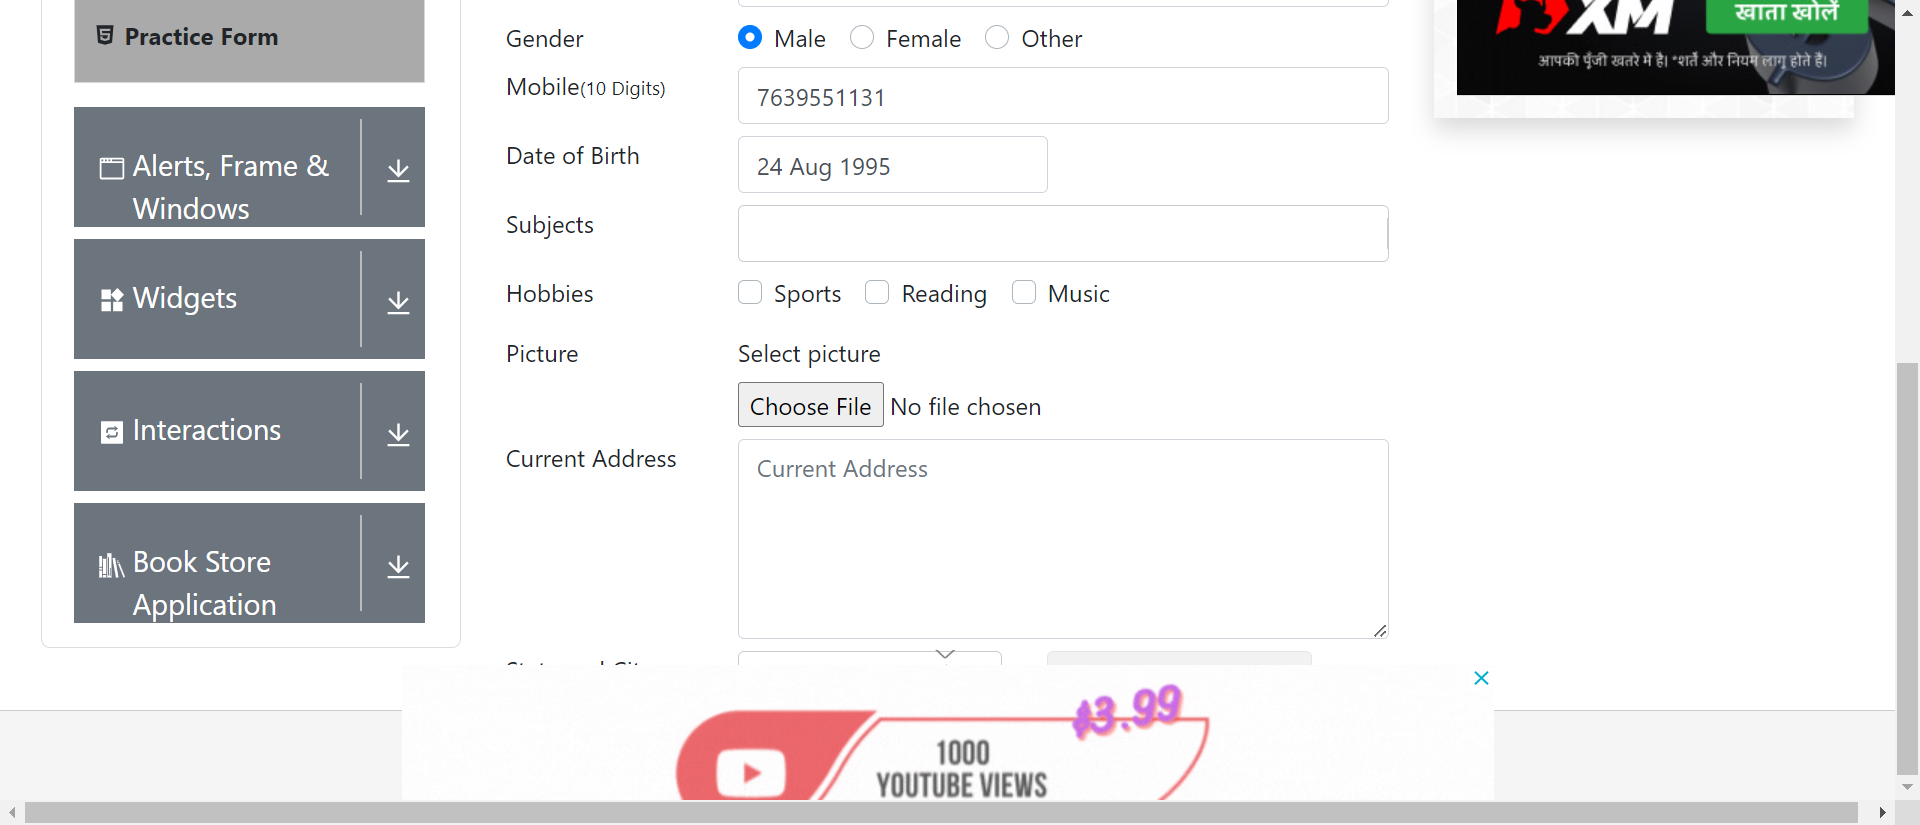 Practice Form
Alerts, Frame &
Windows
Widgets
Interactions
Book Store
Application
Gender
Male
Female
Other
Mobile(10 Digits)
7639551131
Date of Birth
24 Aug 1995
Subjects
Hobbies
Sports
Reading
Music
Picture
Select picture
Choose File
No file chosen
Current Address
Current Address
XM
खाता खोलें
आपकी पूँजी खतरे में है। *शर्तें और नियम लागू होते हैं।
$3.99
1000
YOUTUBE VIEWS